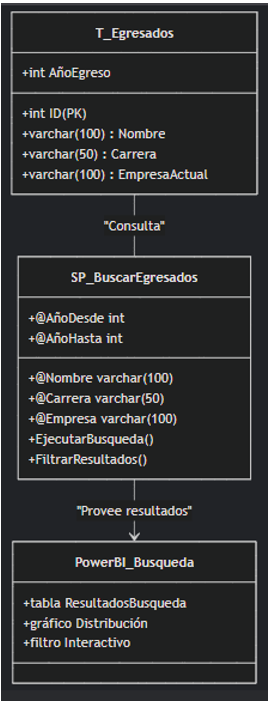 T_Egresados
+int AñoEgreso
+int ID(PK)
+varchar(100) : Nombre
+varchar(50) : Carrera
+varchar(100) : EmpresaActual
"Consulta"
SP_BuscarEgresados
+@AñoDesde int
+@AñoHasta int
+@Nombre varchar(100)
+@Carrera varchar(50)
+@Empresa varchar(100)
+EjecutarBusqueda()
+FiltrarResultados()
"Provee resultados"
PowerBI_Busqueda
+tabla ResultadosBusqueda
+gráfico Distribución
+filtro Interactivo